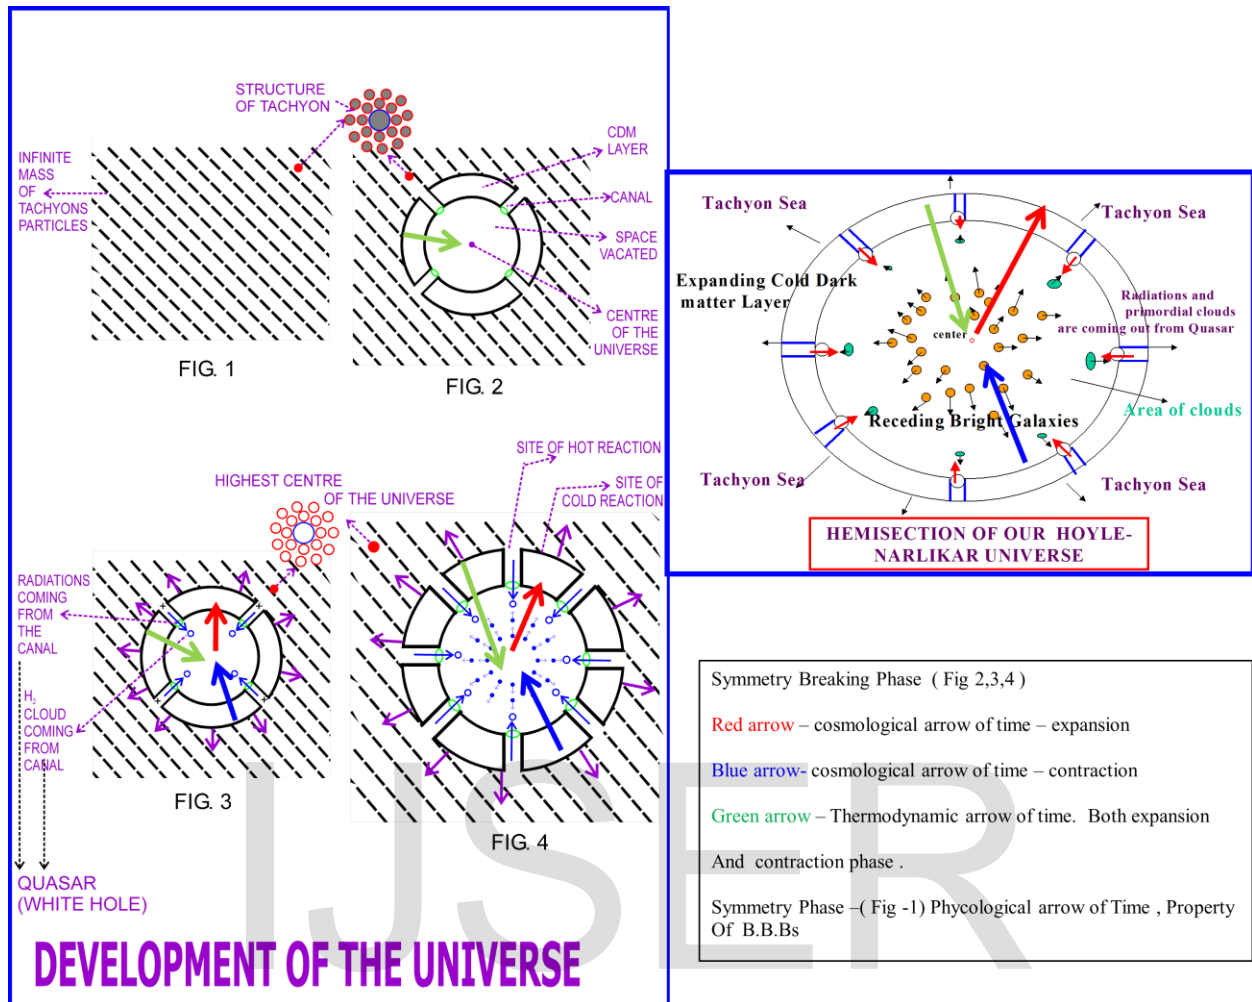 STRUCTURE
OF TACHYON
INFINITE
MASS
OF
TACHYONS
PARTICLES
CDM
LAYER
CANAL
SPACE
VACATED
CENTRE
OF THE
UNIVERSE
FIG. 1
FIG. 2
SITE OF HOT REACTION
HIGHEST CENTRE
OF THE UNIVERSE
SITE OF
COLD REACTION
RADIATIONS
COMING
FROM
THE
CANAL
H2
CLOUD
COMING
FROM
CANAL
FIG. 3
FIG. 4
QUASAR
(WHITE HOLE)
DEVELOPMENT OF THE UNIVERSE
Tachyon Sea
Tachyon Sea
Expanding Cold Dark
matter Layer
Radiations and
primordial clouds
are coming out from Quasar
center
Area of clouds
Receding Bright Galaxies
Tachyon Sea
Tachyon Sea
HEMISECTION OF OUR HOYLE-
NARLIKAR UNIVERSE
Symmetry Breaking Phase ( Fig 2,3,4 )
Red arrow – cosmological arrow of time – expansion
Blue arrow- cosmological arrow of time – contraction
Green arrow – Thermodynamic arrow of time. Both expansion
And contraction phase .
Symmetry Phase –( Fig -1) Phycological arrow of Time , Property
Of B.B.Bs
IJSER